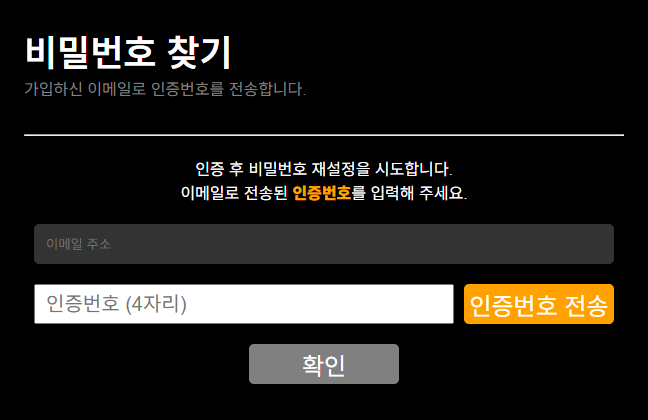 비밀번호 찾기
가입하신 이메일로 인증번호를 전송합니다.
인증 후 비밀번호 재설정을 시도합니다.
이메일로 전송된 인증번호를 입력해 주세요.
이메일 주소
인증번호 (4자리)
인증번호 전송
확인